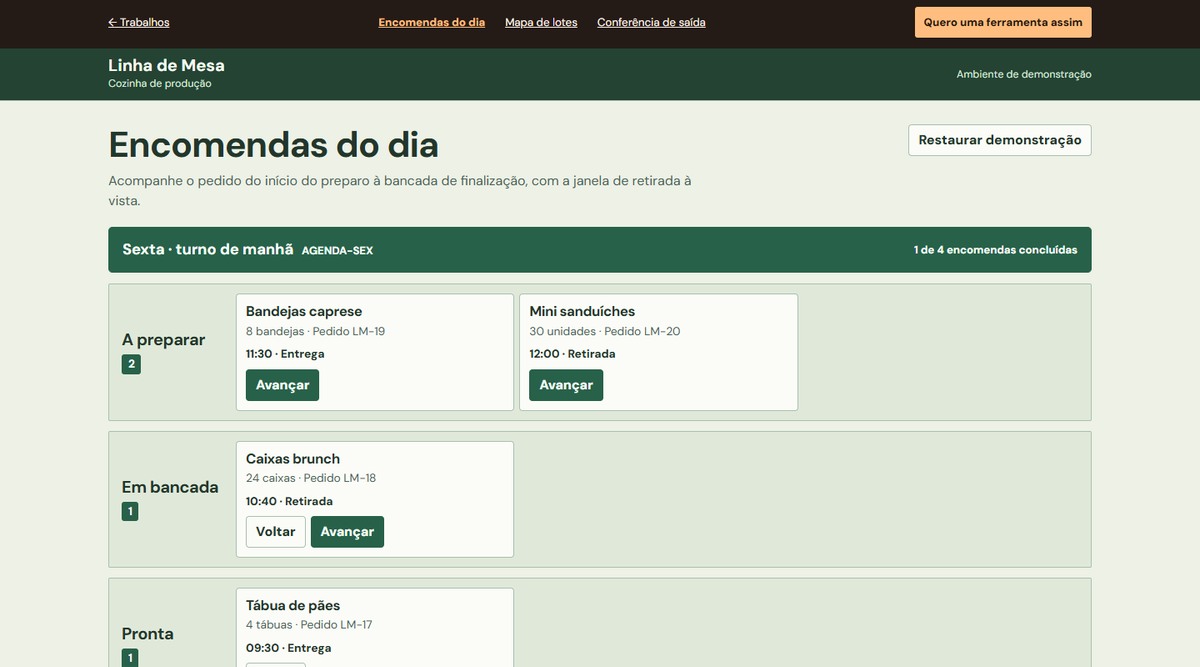 ← Trabalhos
Encomendas do dia
Mapa de lotes
Conferência de saída
Quero uma ferramenta assim
Linha de Mesa
Cozinha de produção
Ambiente de demonstração
Encomendas do dia
Restaurar demonstração
Acompanhe o pedido do início do preparo à bancada de finalização, com a janela de retirada à
vista.
Sexta · turno de manhã AGENDA-SEX
1 de 4 encomendas concluídas
A preparar
2
Bandejas caprese
8 bandejas · Pedido LM-19
11:30 · Entrega
Avançar
Mini sanduíches
30 unidades · Pedido LM-20
12:00 · Retirada
Avançar
Em bancada
1
Caixas brunch
24 caixas · Pedido LM-18
10:40 · Retirada
Voltar
Avançar
Pronta
1
Tábua de pães
4 tábuas · Pedido LM-17
09:30 · Entrega